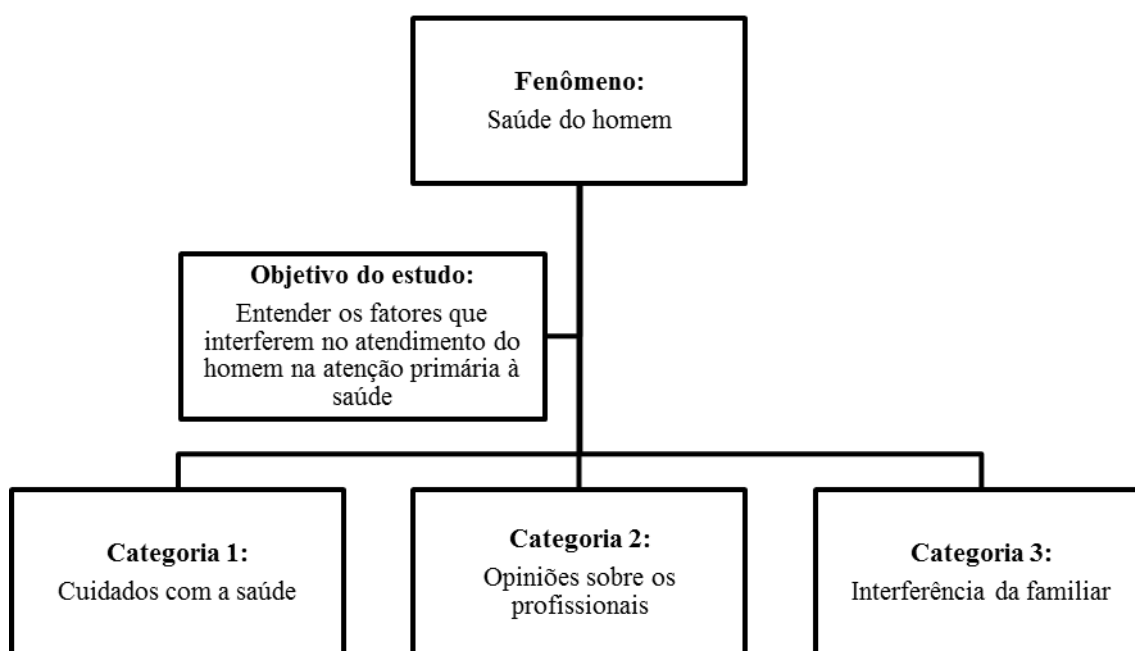 Fenômeno:
Saúde do homem
Objetivo do estudo:
Entender os fatores que
interferem no atendimento do
homem na atenção primária à
saúde
Categoria 1:
Cuidados com a saúde
Categoria 2:
Opiniões sobre os
profissionais
Categoria 3:
Interferência da familiar